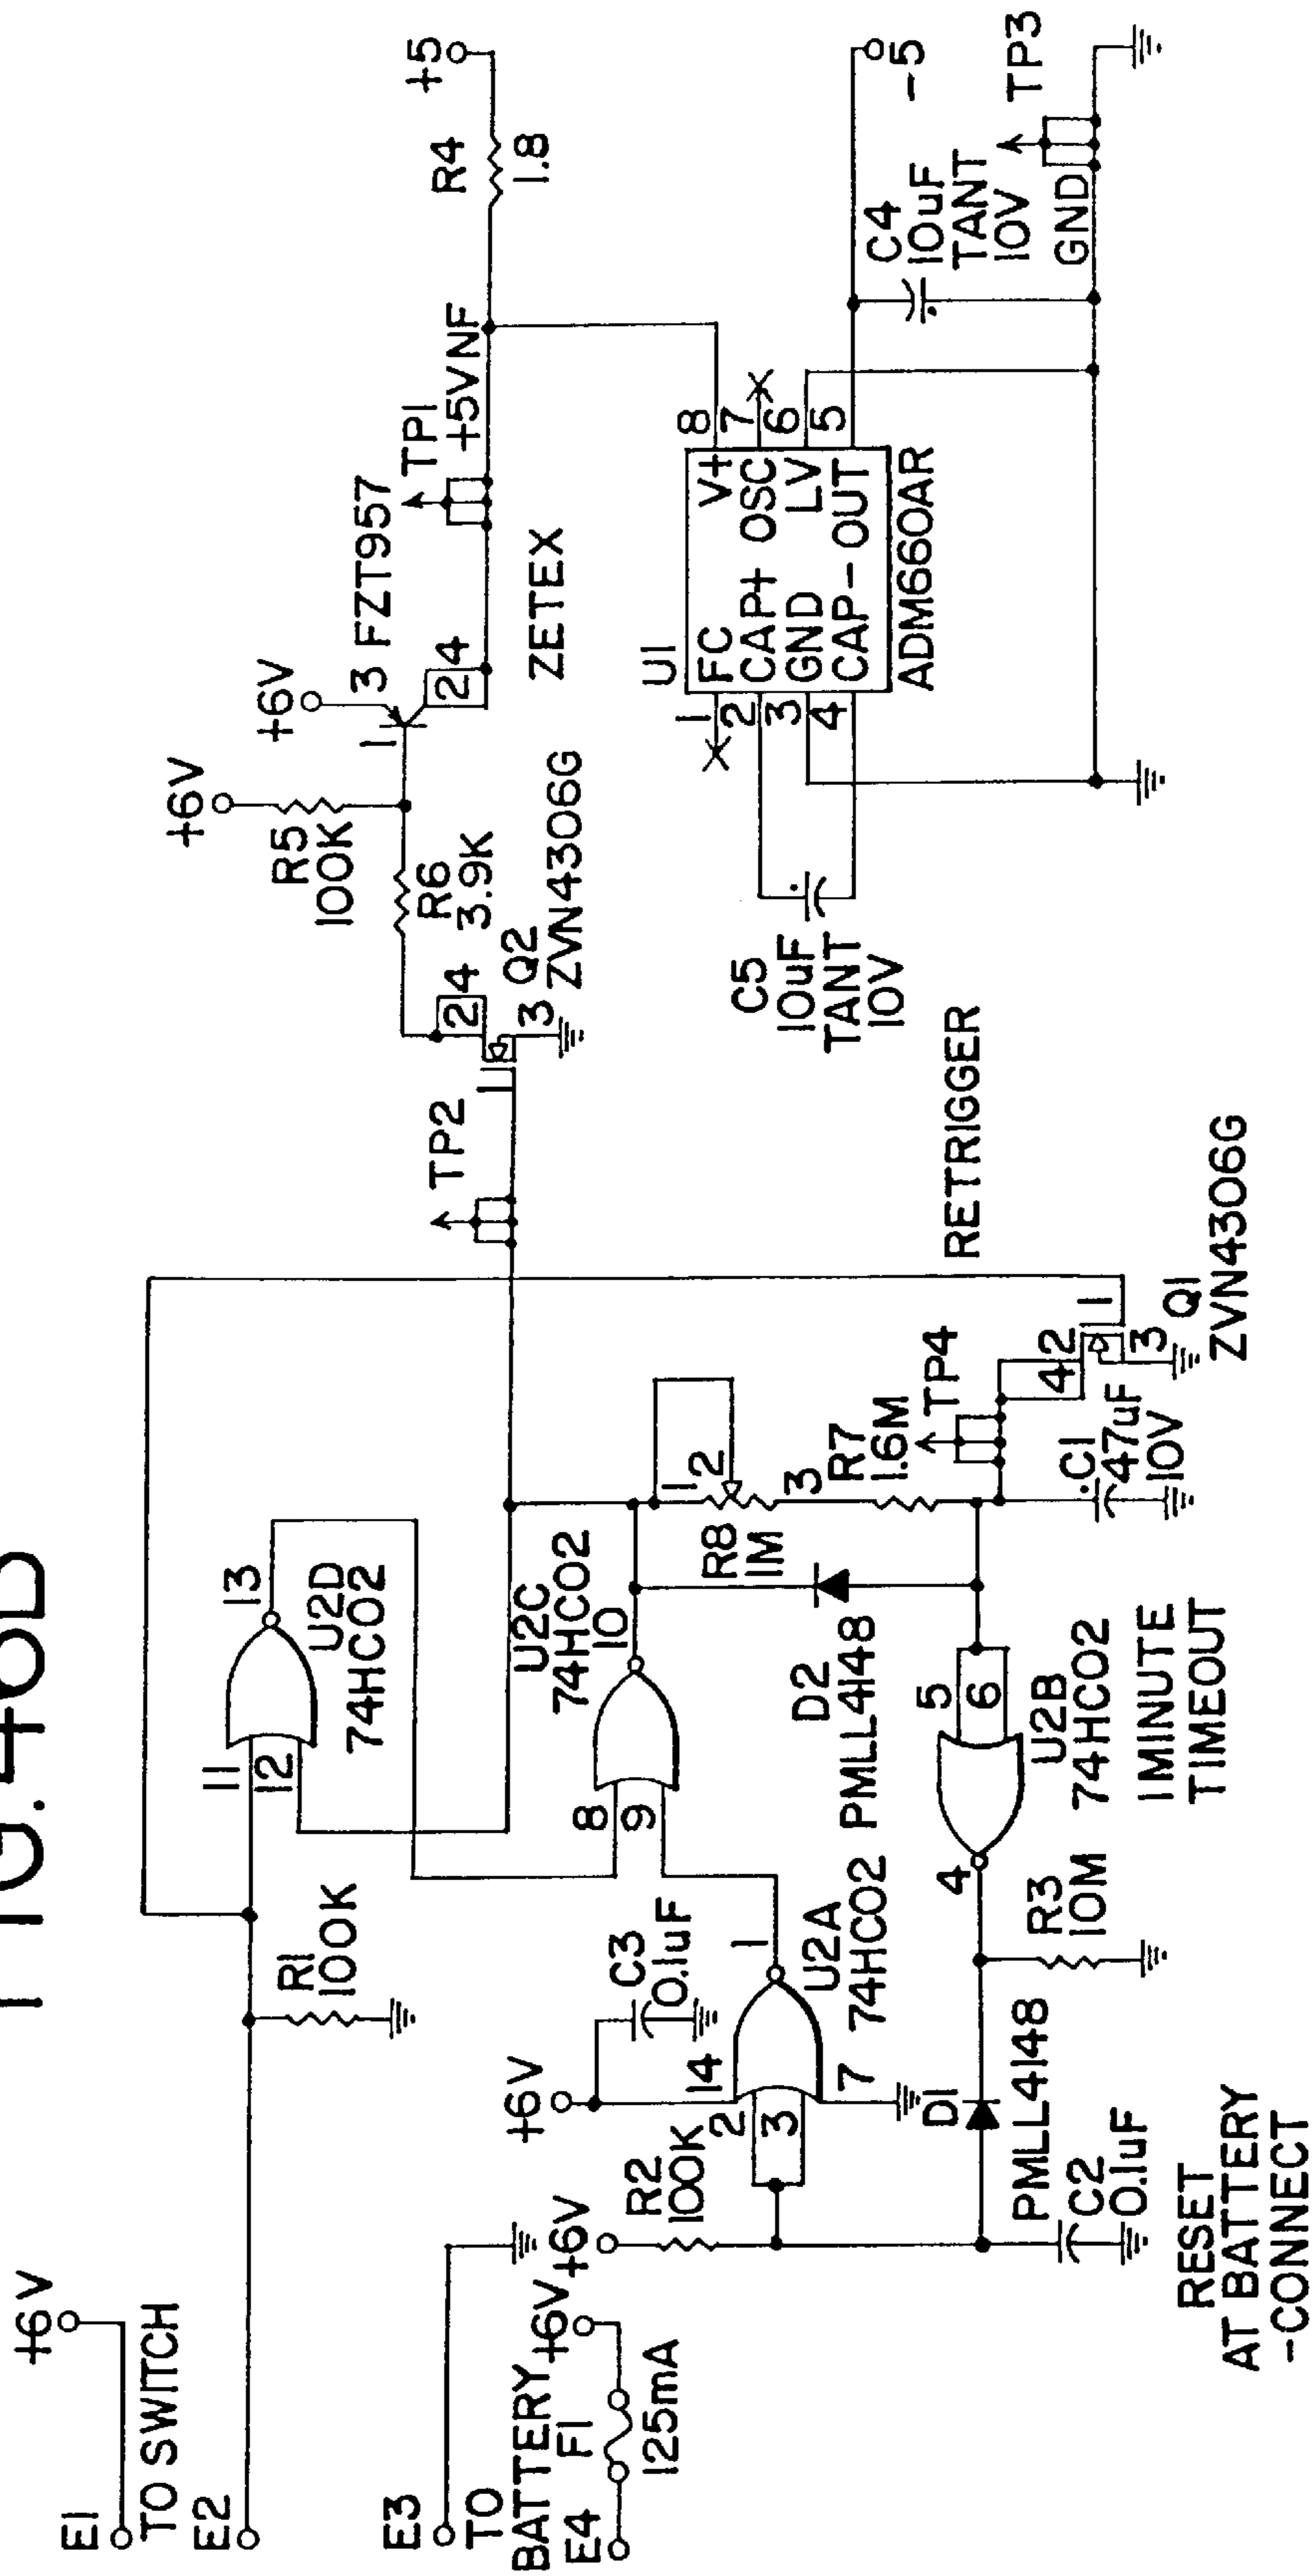 FIG. 46B
+6V
E1
TO SWITCH
E2
E3
TO
BATTERY
E4
F1
125mA
+6V
+6V
R2
100K
R1
100K
+6V
C3
0.1uF
14
2
3
7
1
U2A
74HC02
11
12
13
U2D
74HC02
8
9
10
U2C
74HC02
D1
PMLL4148
C2
0.1uF
RESET
AT BATTERY
-CONNECT
R3
10M
4
5
6
U2B
74HC02
1MINUTE
TIMEOUT
D2
PMLL4148
R8
1M
1
2
3
R7
1.6M
TP4
C1
47uF
10V
4
2
1
3
Q1
ZVN4306G
RETRIGGER
TP2
1
2
4
3
Q2
ZVN4306G
R6
3.9K
R5
100K
+6V
+6V
1
3
FZT957
2
4
ZETEX
TP1
+5VNF
R4
1.8
+5
C5
10uF
TANT
10V
U1
1
2
3
4
FC
CAP+
GND
CAP-
V+
OSC
LV
OUT
8
7
6
5
ADM660AR
C4
10uF
TANT
10V
-5
GND
TP3